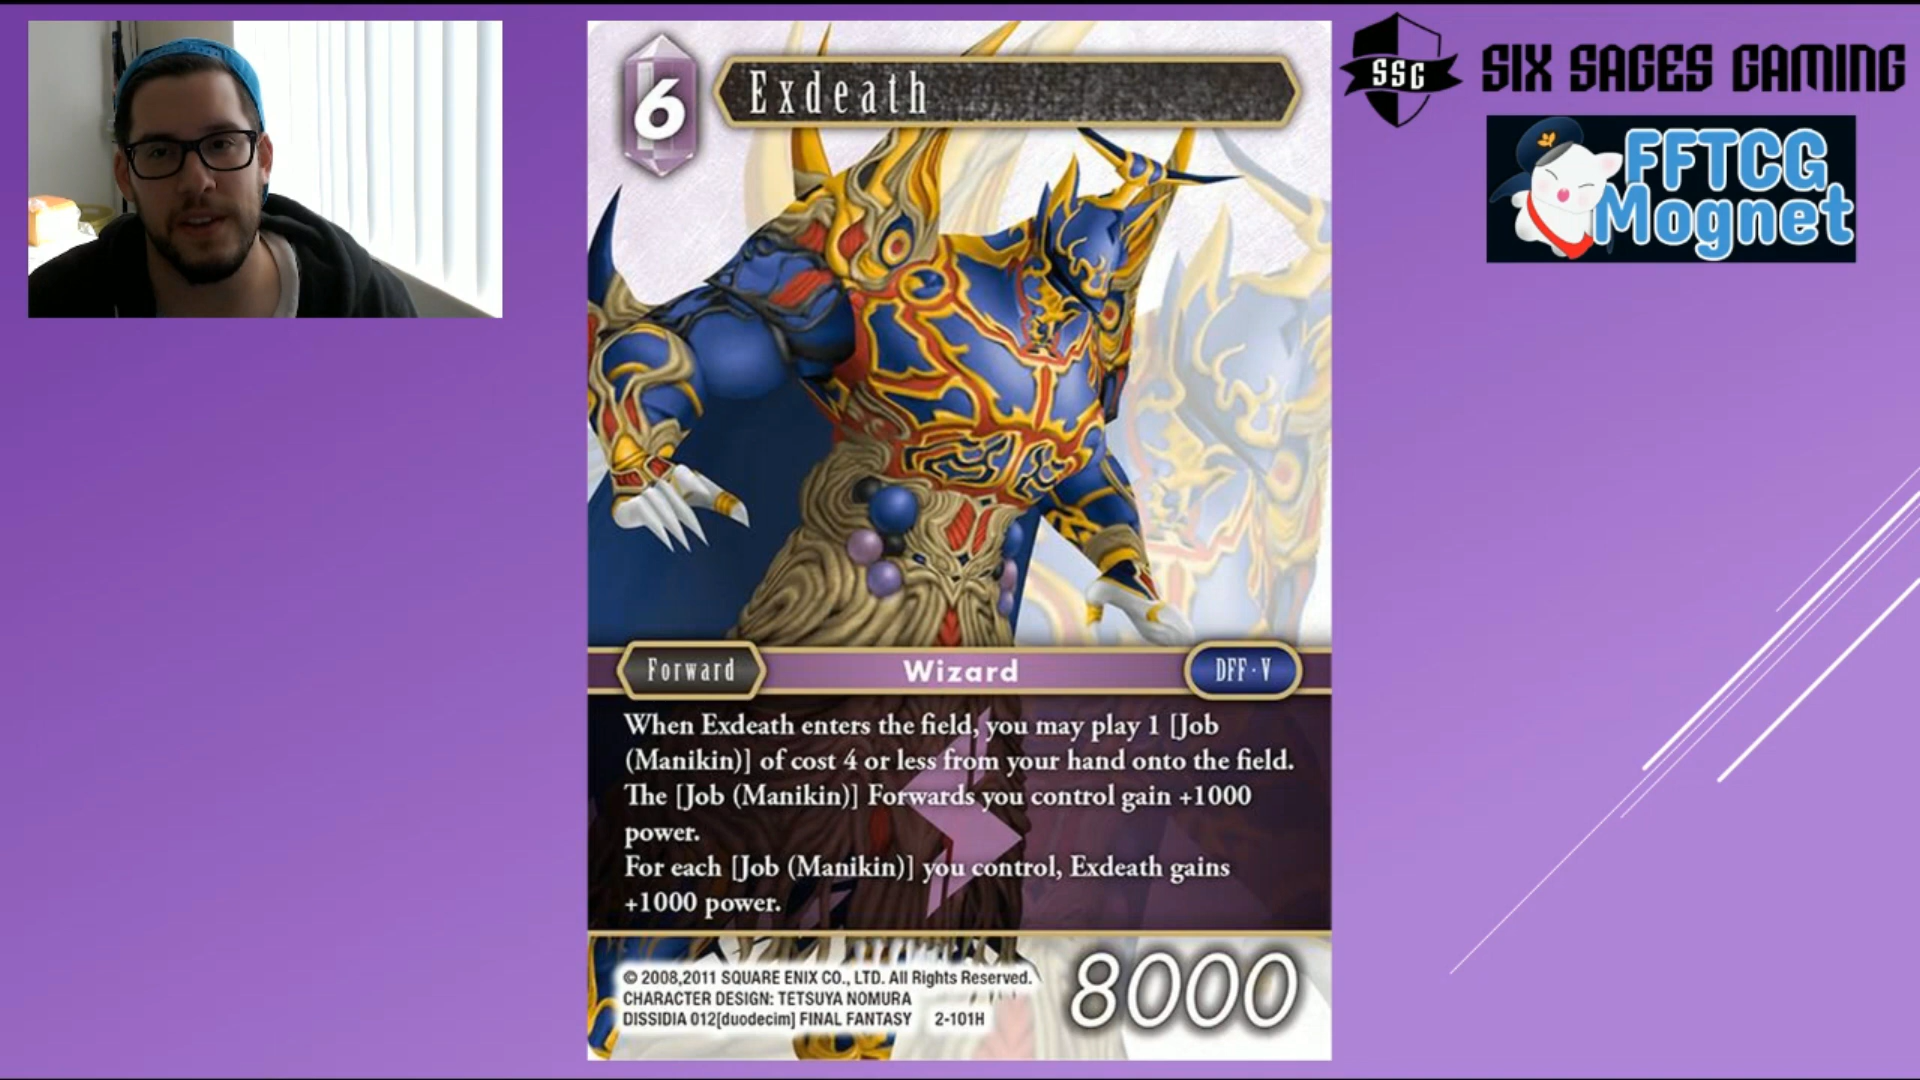 6
Exdeath
SSG
SIX SAGES GAMING
FFTCG
Mognet
Forward
Wizard
DFF・V
When Exdeath enters the field, you may play 1 [Job
(Manikin)] of cost 4 or less from your hand onto the field.
The [Job (Manikin)] Forwards you control gain +1000
power.
For each [Job (Manikin)] you control, Exdeath gains
+1000 power.
© 2008,2011 SQUARE ENIX CO., LTD. All Rights Reserved.
CHARACTER DESIGN: TETSUYA NOMURA
DISSIDIA 012[duodecim] FINAL FANTASY 2-101H
8000